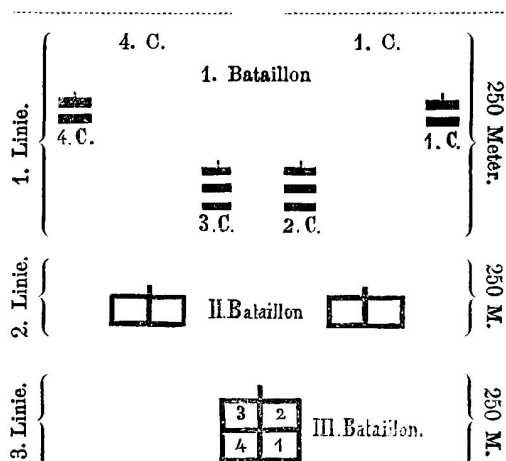 4. C. 1. C.
1. Bataillon
1. Linie.
250 Meter.
4. C. 1. C.
3. C. 2. C.
2. Linie.
II. Bataillon
250 M.
3. Linie.
3 2
4 1
III. Bataillon.
250 M.